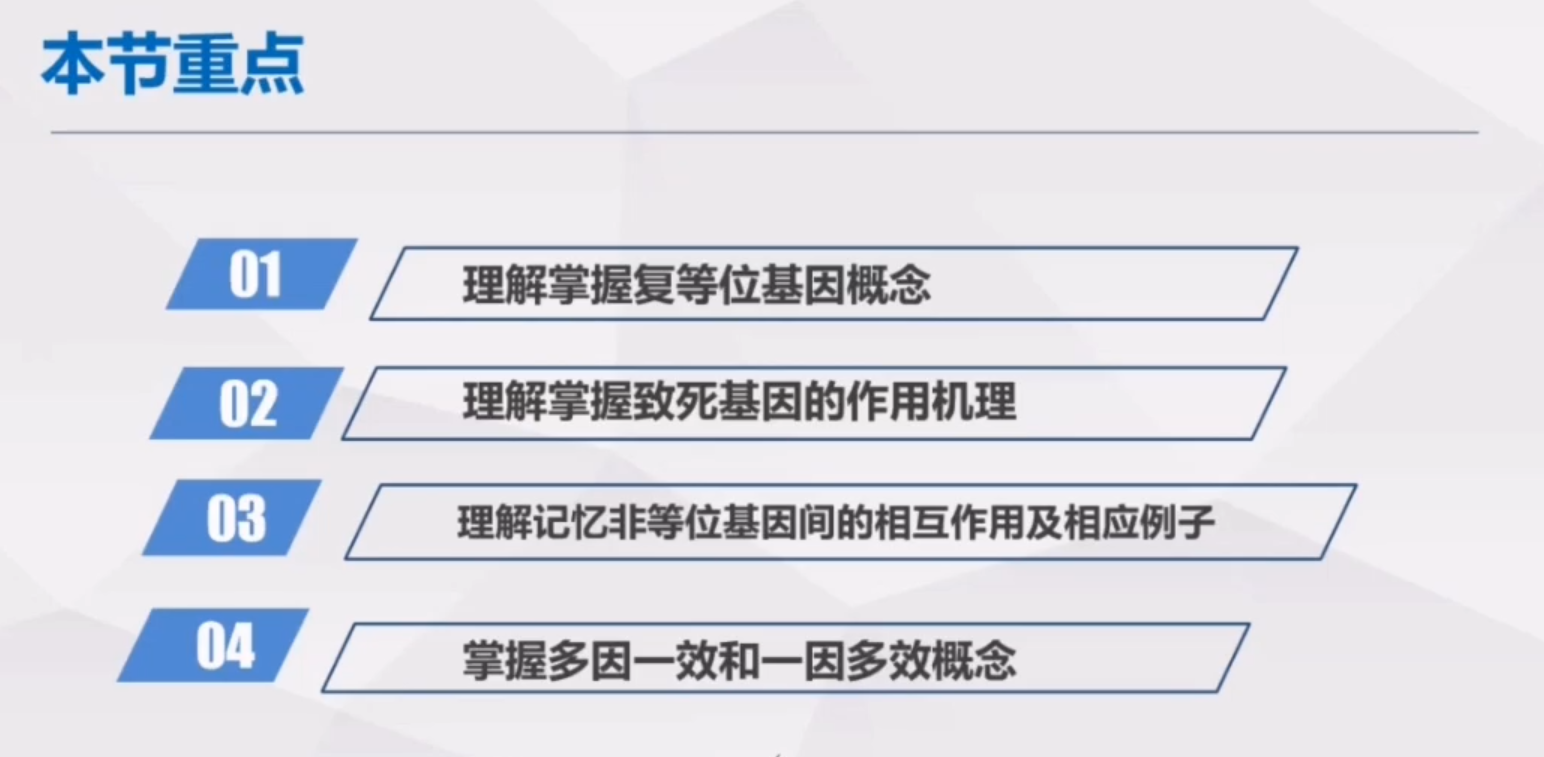 本节重点
01
理解掌握复等位基因概念
02
理解掌握致死基因的作用机理
03
理解记忆非等位基因间的相互作用及相应例子
04
掌握多因一效和一因多效概念